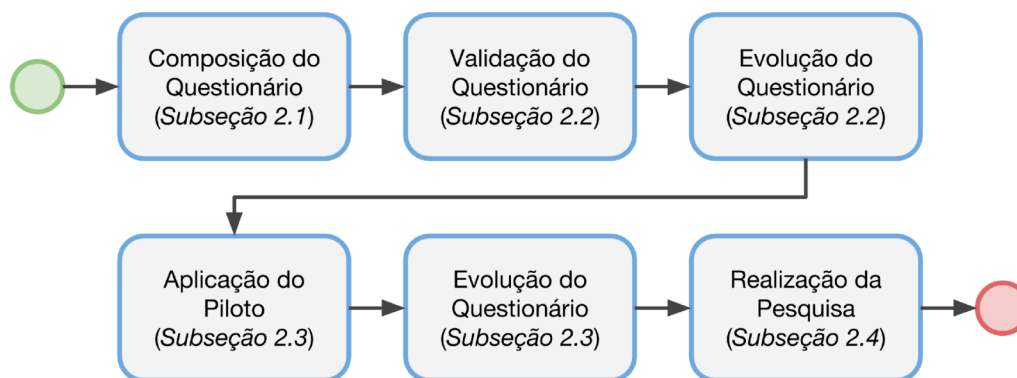 Composição do
Questionário
(Subseção 2.1)
Validação do
Questionário
(Subseção 2.2)
Evolução do
Questionário
(Subseção 2.2)
Aplicação do
Piloto
(Subseção 2.3)
Evolução do
Questionário
(Subseção 2.3)
Realização da
Pesquisa
(Subseção 2.4)